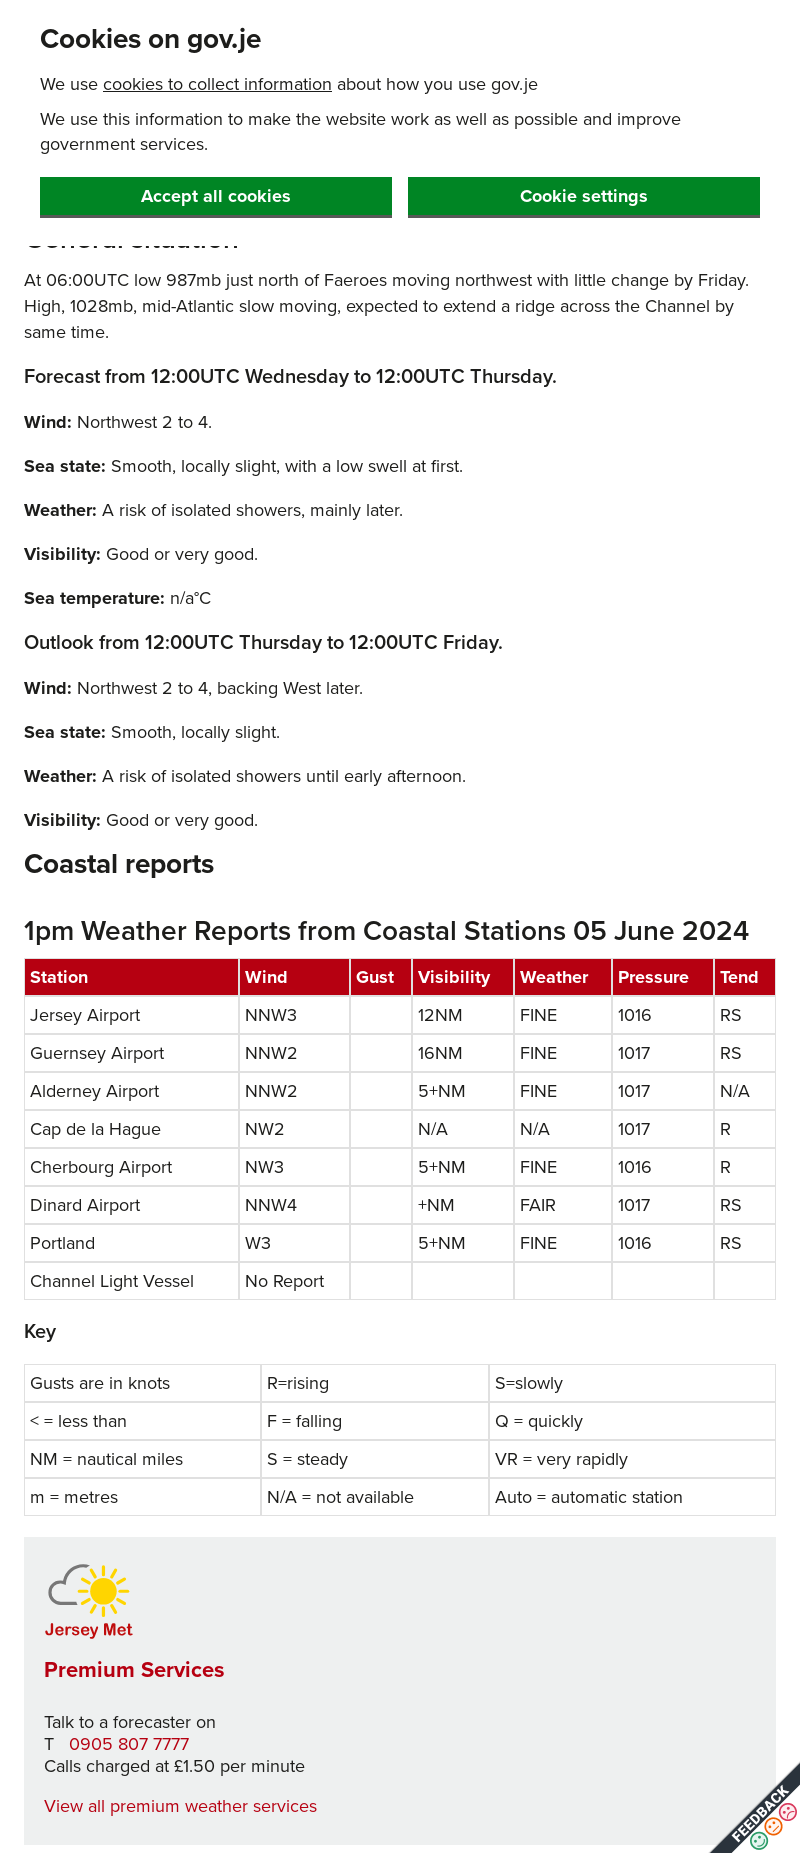 Cookies on gov.je
We use cookies to collect information about how you use gov.je
We use this information to make the website work as well as possible and improve
government services.
Accept all cookies Cookie settings
General situation
At 06:00UTC low 987mb just north of Faeroes moving northwest with little change by Friday.
High, 1028mb, mid-Atlantic slow moving, expected to extend a ridge across the Channel by
same time.
Forecast from 12:00UTC Wednesday to 12:00UTC Thursday.
Wind: Northwest 2 to 4.
Sea state: Smooth, locally slight, with a low swell at first.
Weather: A risk of isolated showers, mainly later.
Visibility: Good or very good.
Sea temperature: n/a°C
Outlook from 12:00UTC Thursday to 12:00UTC Friday.
Wind: Northwest 2 to 4, backing West later.
Sea state: Smooth, locally slight.
Weather: A risk of isolated showers until early afternoon.
Visibility: Good or very good.
Coastal reports
1pm Weather Reports from Coastal Stations 05 June 2024
Station Wind Gust Visibility Weather Pressure Tend
Jersey Airport NNW3 12NM FINE 1016 RS
Guernsey Airport NNW2 16NM FINE 1017 RS
Alderney Airport NNW2 5+NM FINE 1017 N/A
Cap de la Hague NW2 N/A N/A 1017 R
Cherbourg Airport NW3 5+NM FINE 1016 R
Dinard Airport NNW4 +NM FAIR 1017 RS
Portland W3 5+NM FINE 1016 RS
Channel Light Vessel No Report
Key
Gusts are in knots R=rising S=slowly
< = less than F = falling Q = quickly
NM = nautical miles S = steady VR = very rapidly
m = metres N/A = not available Auto = automatic station
Jersey Met
Premium Services
Talk to a forecaster on
T 0905 807 7777
Calls charged at £1.50 per minute
View all premium weather services
FEEDBACK